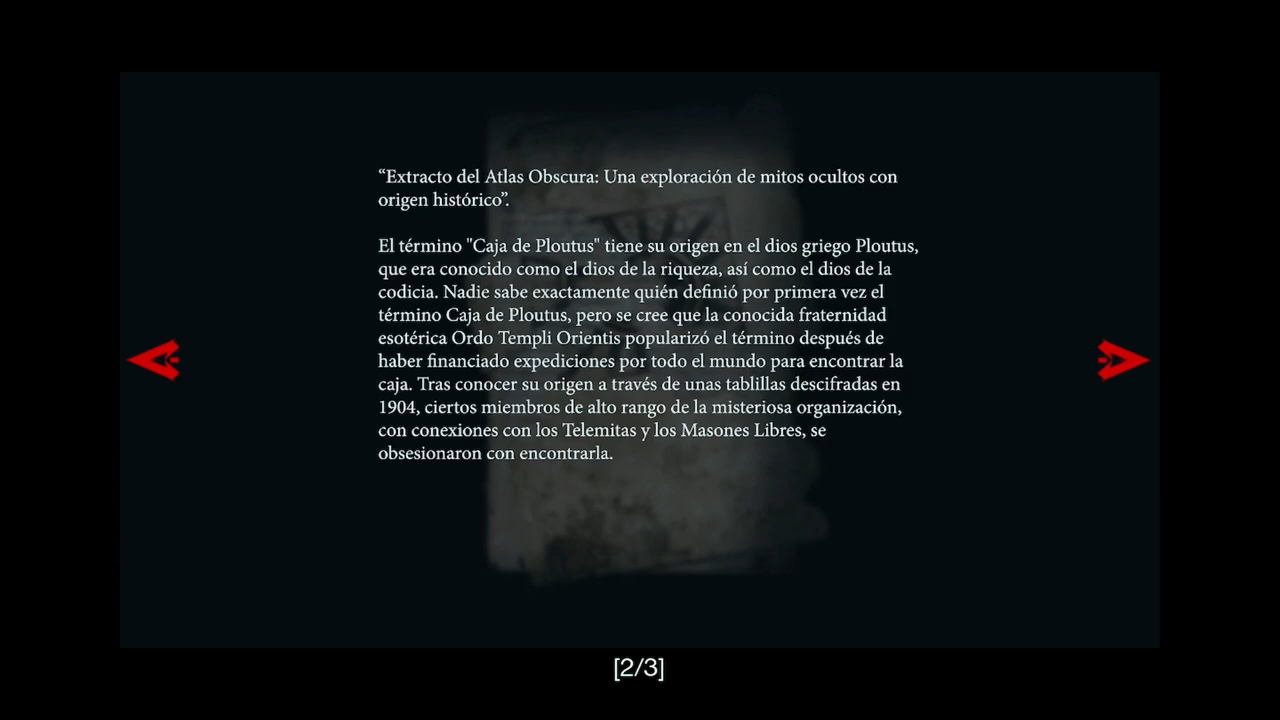 “Extracto del Atlas Obscura: Una exploración de mitos ocultos con
origen histórico”.
El término "Caja de Ploutus" tiene su origen en el dios griego Ploutus,
que era conocido como el dios de la riqueza, así como el dios de la
codicia. Nadie sabe exactamente quién definió por primera vez el
término Caja de Ploutus, pero se cree que la conocida fraternidad
esotérica Ordo Templi Orientis popularizó el término después de
haber financiado expediciones por todo el mundo para encontrar la
caja. Tras conocer su origen a través de unas tablillas descifradas en
1904, ciertos miembros de alto rango de la misteriosa organización,
con conexiones con los Telemitas y los Masones Libres, se
obsesionaron con encontrarla.
[2/3]